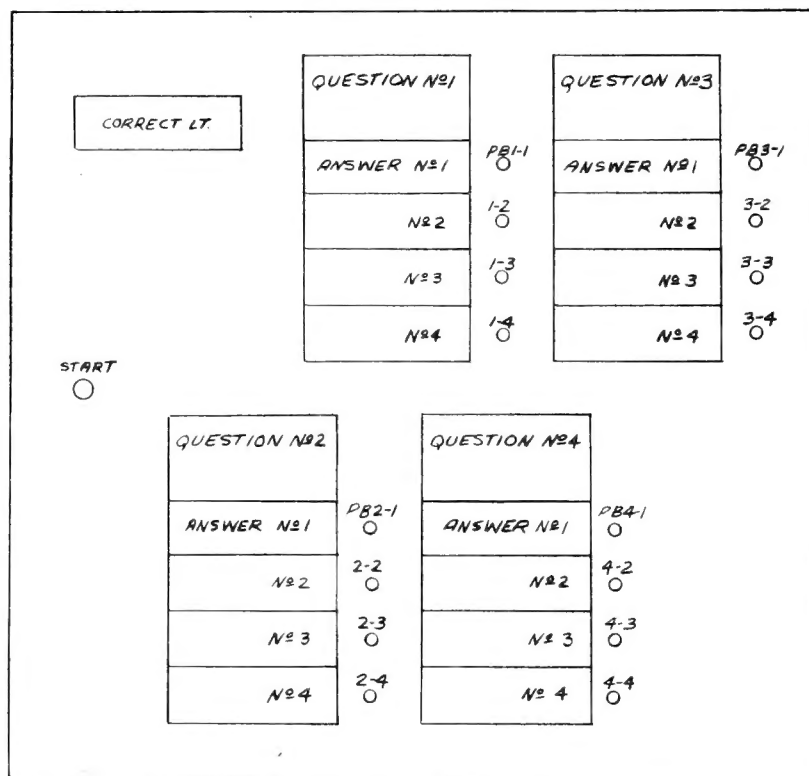 CORRECT LT.
START
QUESTION Nº1
ANSWER Nº1 PB1-1
Nº2 1-2
Nº3 1-3
Nº4 1-4
QUESTION Nº3
ANSWER Nº1 PB3-1
Nº2 3-2
Nº3 3-3
Nº4 3-4
QUESTION Nº2
ANSWER Nº1 PB2-1
Nº2 2-2
Nº3 2-3
Nº4 2-4
QUESTION Nº4
ANSWER Nº1 PB4-1
Nº2 4-2
Nº3 4-3
Nº 4 4-4